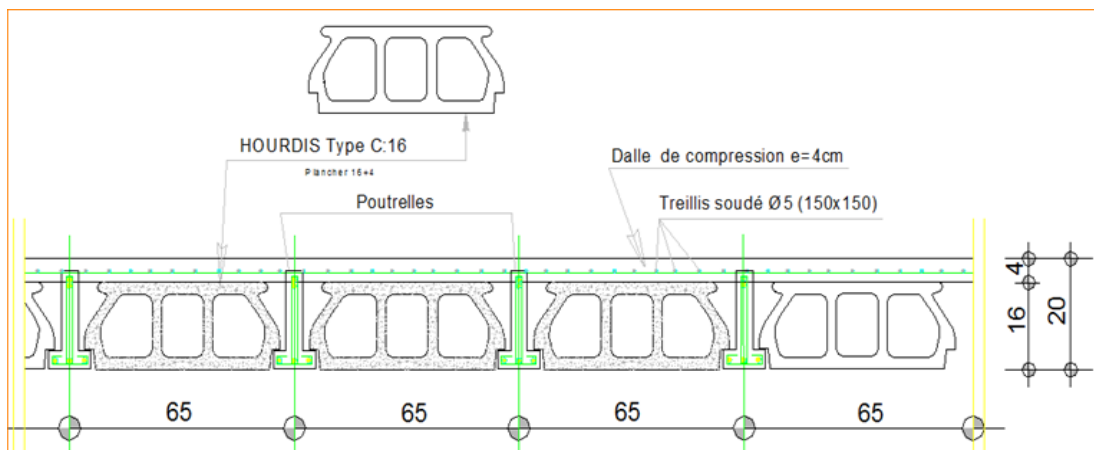 HOURDIS Type C:16
Plancher 16+4
Dalle de compression e=4cm
Poutrelles
Treillis soudé Ø5 (150x150)
4
16
20
65
65
65
65